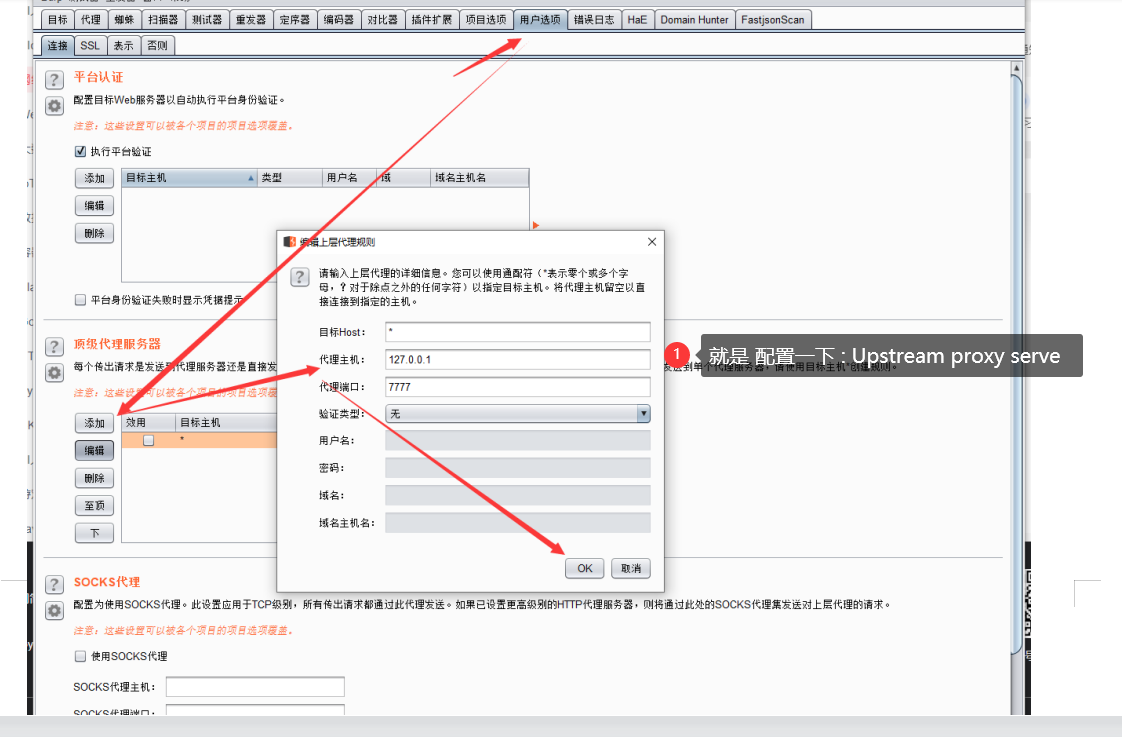 目标 代理 蜘蛛 扫描器 测试器 重发器 定序器 编码器 对比器 插件扩展 项目选项 用户选项 错误日志 HaE Domain Hunter FastjsonScan
连接 SSL 表示 否则
平台认证
配置目标Web服务器以自动执行平台身份验证。
注意：这些设置可以被各个项目的项目选项覆盖。
执行平台验证
添加 目标主机 类型 用户名 域 域名主机名
编辑
删除
平台身份验证失败时显示凭据提示
编辑上层代理规则
请输入上层代理的详细信息。您可以使用通配符（*表示零个或多个字
母，? 对于除点之外的任何字符）以指定目标主机。将代理主机留空以直
接连接到指定的主机。
目标Host： *
代理主机： 127.0.0.1
代理端口： 7777
验证类型： 无
用户名：
密码：
域名：
域名主机名：
OK 取消
1 就是 配置一下 : Upstream proxy serve
顶级代理服务器
每个传出请求是发送到代理服务器还是直接发 发送到单个代理服务器，请使用目标主机*创建规则。
注意：这些设置可以被各个项目的项目选项覆
添加 效用 目标主机
编辑 *
删除
至顶
下
SOCKS代理
配置为使用SOCKS代理。此设置应用于TCP级别，所有传出请求都通过此代理发送。如果已设置更高级别的HTTP代理服务器，则将通过此处的SOCKS代理集发送对上层代理的请求。
注意：这些设置可以被各个项目的项目选项覆盖。
使用SOCKS代理
SOCKS代理主机：
SOCKS代理端口：